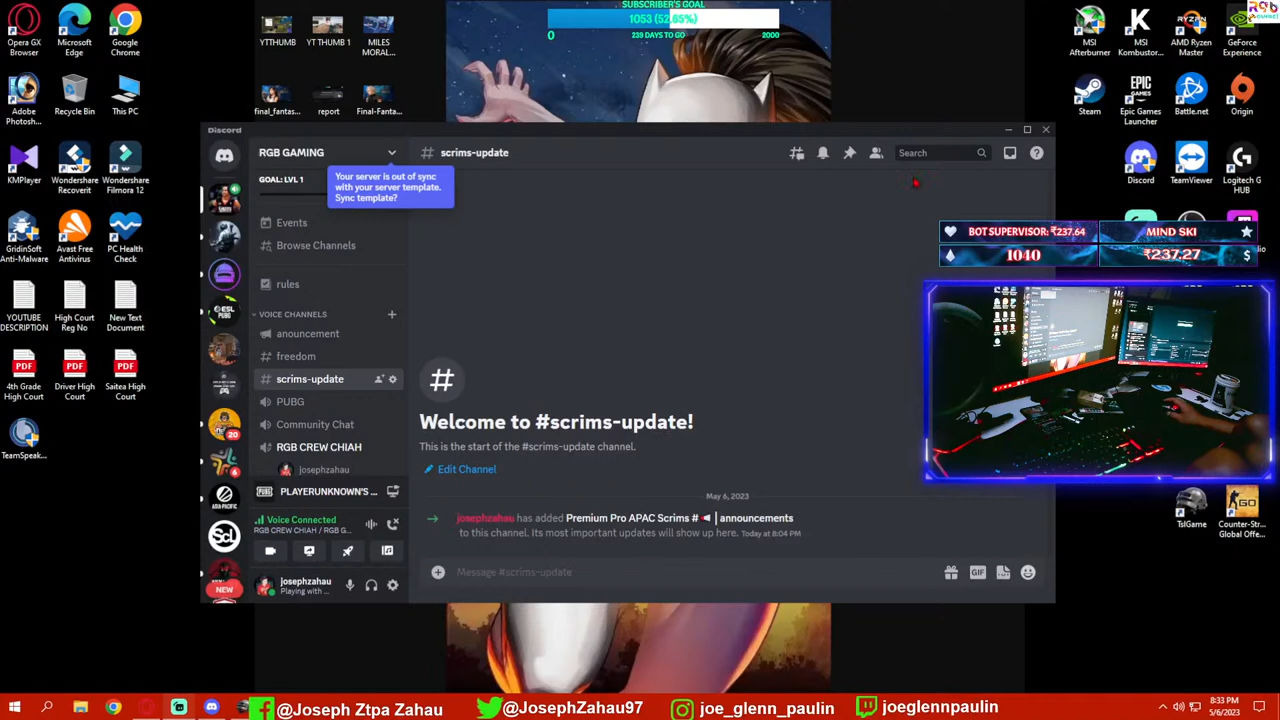 SUBSCRIBER'S GOAL
1053 (52.65%)
0
239 DAYS TO GO
2000
Opera GX
Browser
Microsoft
Edge
Google
Chrome
YTTHUMB
YT THUMB 1
MILES
MORAL...
MSI
Afterburner
MSI
Kombustor...
AMD Ryzen
Master
GeForce
Experience
Adobe
Photosh...
Recycle Bin
This PC
final_fantas...
report
Final-Fantas...
Steam
Epic Games
Launcher
Battle.net
Origin
KMPlayer
Wondershare
Recoverit
Wondershare
Filmora 12
Discord
TeamViewer
Logitech G
HUB
GridinSoft
Anti-Malware
Avast Free
Antivirus
PC Health
Check
YOUTUBE
DESCRIPTION
High Court
Reg No
New Text
Document
4th Grade
High Court
Driver High
Court
Saitea High
Court
TeamSpeak...
TslGame
Counter-Str...
Global Offe...
Discord
RGB GAMING
GOAL: LVL 1
Your server is out of sync
with your server template.
Sync template?
Events
Browse Channels
rules
VOICE CHANNELS
anouncement
freedom
scrims-update
PUBG
Community Chat
RGB CREW CHIAH
josephzahau
PLAYERUNKNOWN'S ...
Voice Connected
RGB CREW CHIAH / RGB G...
josephzahau
Playing with ...
20
6
NEW
scrims-update
Search
Welcome to #scrims-update!
This is the start of the #scrims-update channel.
Edit Channel
May 6, 2023
josephzahau has added Premium Pro APAC Scrims # | announcements
to this channel. Its most important updates will show up here. Today at 8:04 PM
Message #scrims-update
GIF
BOT SUPERVISOR: ₹237.64
MIND SKI
1040
₹237.27
@Joseph Ztpa Zahau
@JosephZahau97
joe_glenn_paulin
joeglennpaulin
8:33 PM
5/6/2023